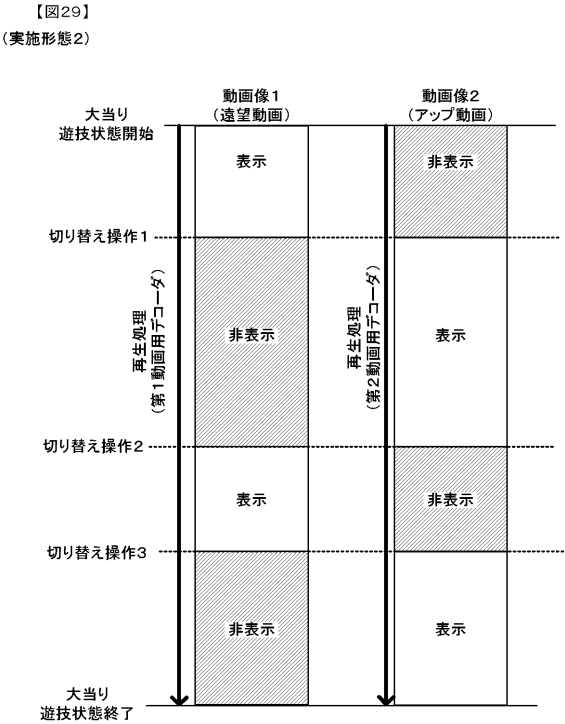 【図29】
(実施形態2)
動画像1
(遠望動画)
動画像2
(アップ動画)
大当り
遊技状態開始
表示
非表示
切り替え操作1
再生処理
(第1動画用デコーダ)
非表示
再生処理
(第2動画用デコーダ)
表示
切り替え操作2
表示
非表示
切り替え操作3
非表示
表示
大当り
遊技状態終了